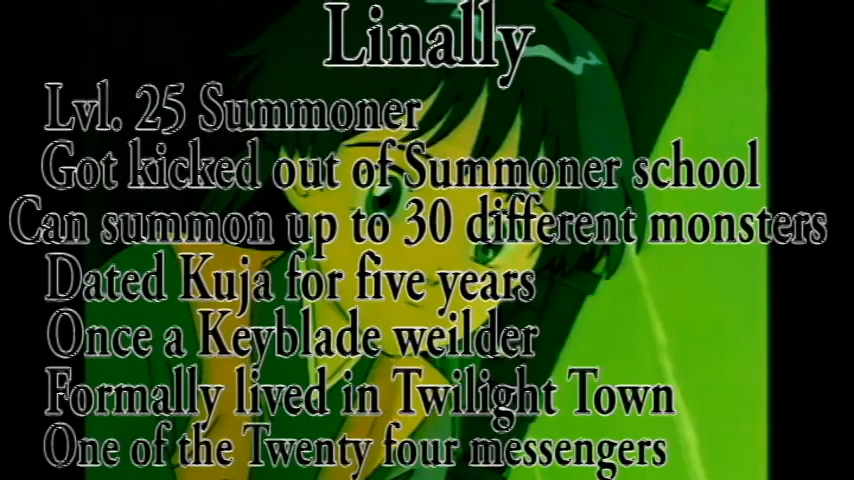 Linally
Lvl. 25 Summoner
Got kicked out of Summoner school
Can summon up to 30 different monsters
Dated Kuja for five years
Once a Keyblade weilder
Formally lived in Twilight Town
One of the Twenty four messengers